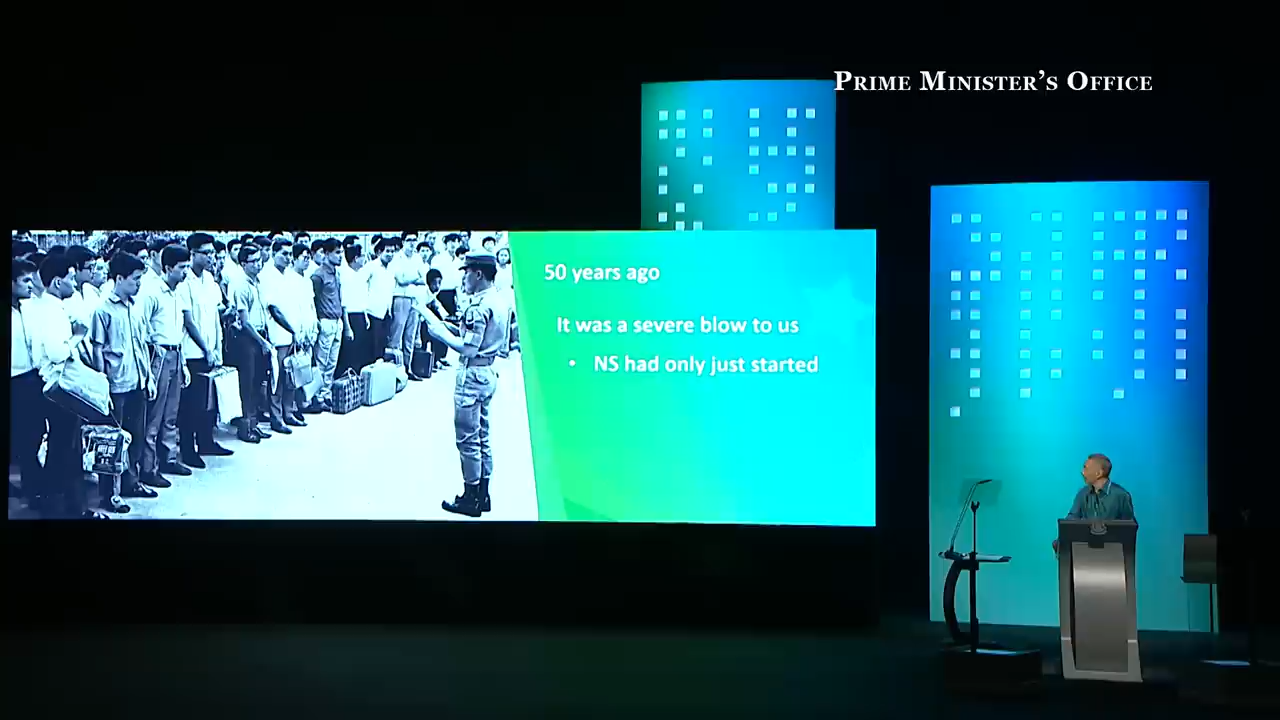 PRIME MINISTER'S OFFICE
50 years ago
It was a severe blow to us
• NS had only just started